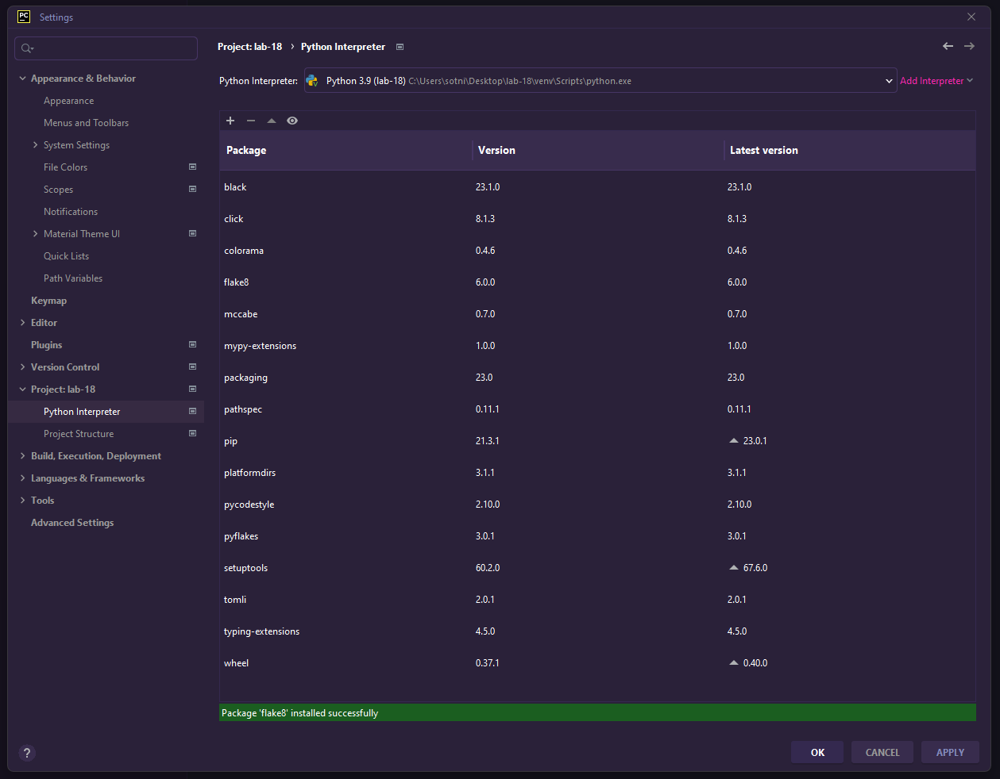 PC
Settings
Project: lab-18 › Python Interpreter
Python Interpreter: Python 3.9 (lab-18) C:\Users\sotni\Desktop\lab-18\venv\Scripts\python.exe Add Interpreter
Appearance & Behavior
Appearance
Menus and Toolbars
System Settings
File Colors
Scopes
Notifications
Material Theme UI
Quick Lists
Path Variables
Keymap
Editor
Plugins
Version Control
Project: lab-18
Python Interpreter
Project Structure
Build, Execution, Deployment
Languages & Frameworks
Tools
Advanced Settings
Package Version Latest version
black 23.1.0 23.1.0
click 8.1.3 8.1.3
colorama 0.4.6 0.4.6
flake8 6.0.0 6.0.0
mccabe 0.7.0 0.7.0
mypy-extensions 1.0.0 1.0.0
packaging 23.0 23.0
pathspec 0.11.1 0.11.1
pip 21.3.1 23.0.1
platformdirs 3.1.1 3.1.1
pycodestyle 2.10.0 2.10.0
pyflakes 3.0.1 3.0.1
setuptools 60.2.0 67.6.0
tomli 2.0.1 2.0.1
typing-extensions 4.5.0 4.5.0
wheel 0.37.1 0.40.0
Package 'flake8' installed successfully
?
OK CANCEL APPLY